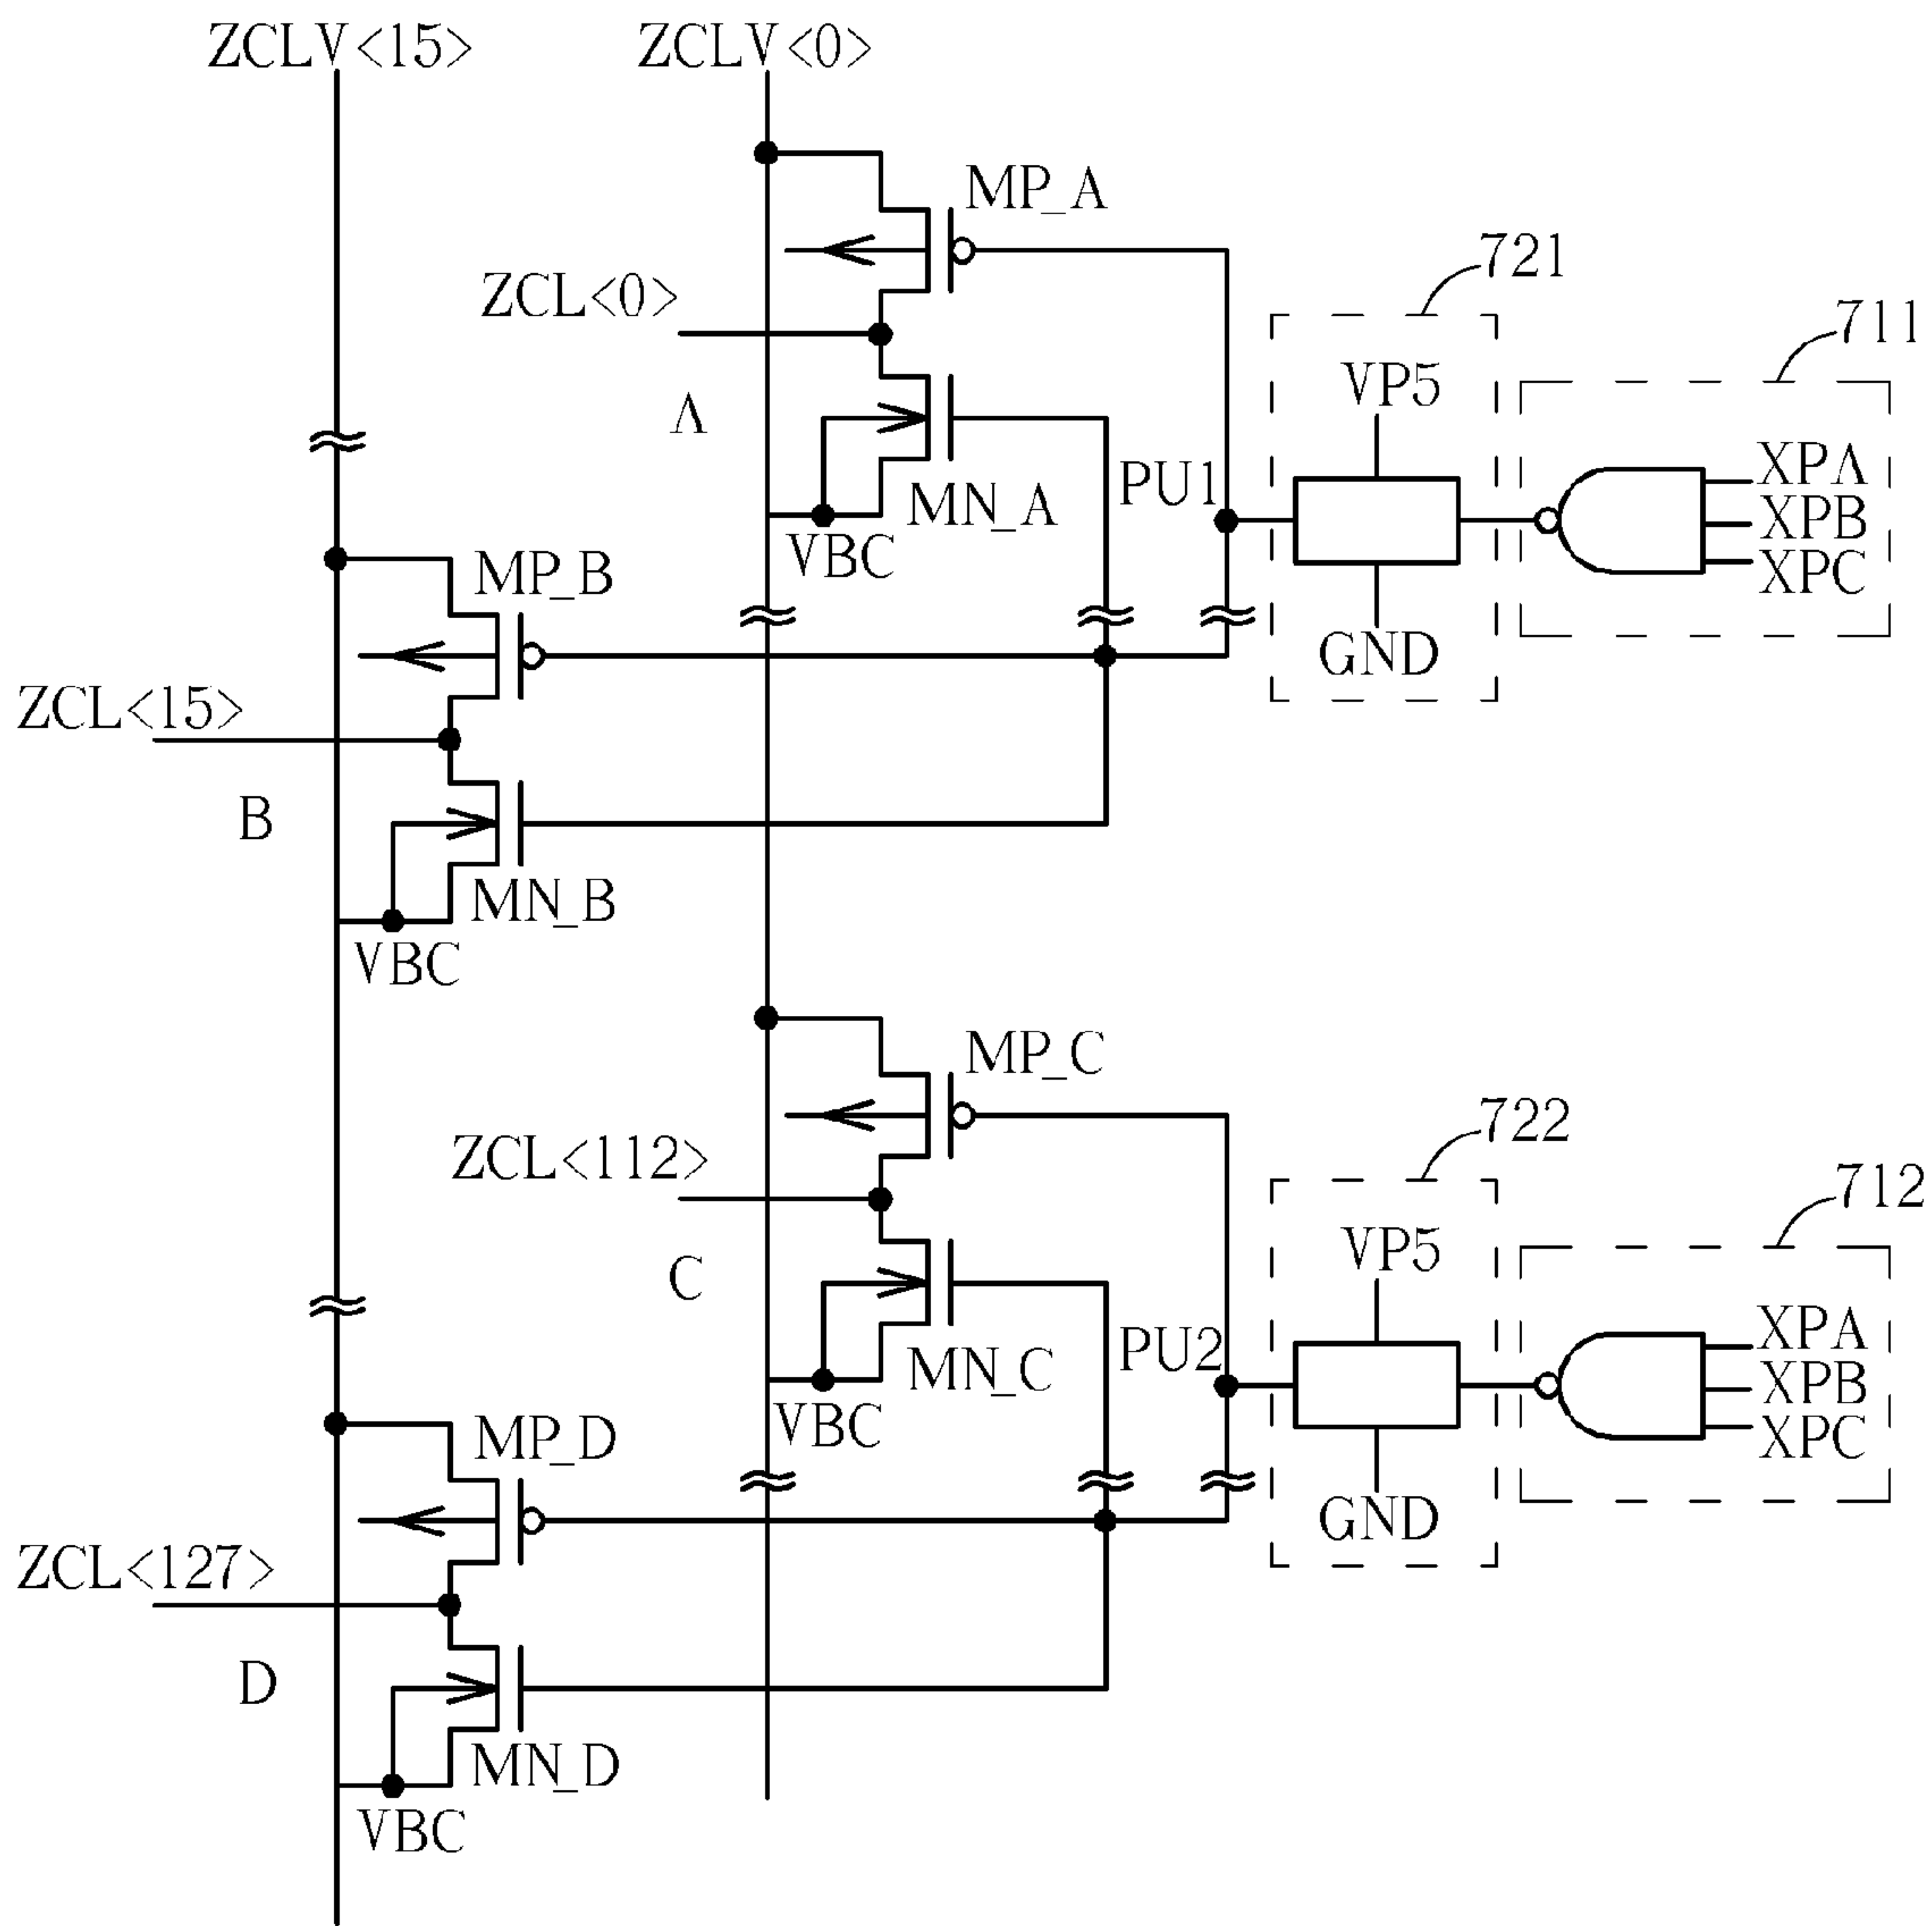 ZCLV<15>
ZCLV<0>
MP_A
721
ZCL<0>
711
VP5
A
XPA
PU1
MN_A
XPB
VBC
XPC
MP_B
GND
ZCL<15>
B
MN_B
VBC
MP_C
722
ZCL<112>
712
VP5
C
XPA
PU2
MN_C
XPB
VBC
MP_D
XPC
GND
ZCL<127>
D
MN_D
VBC